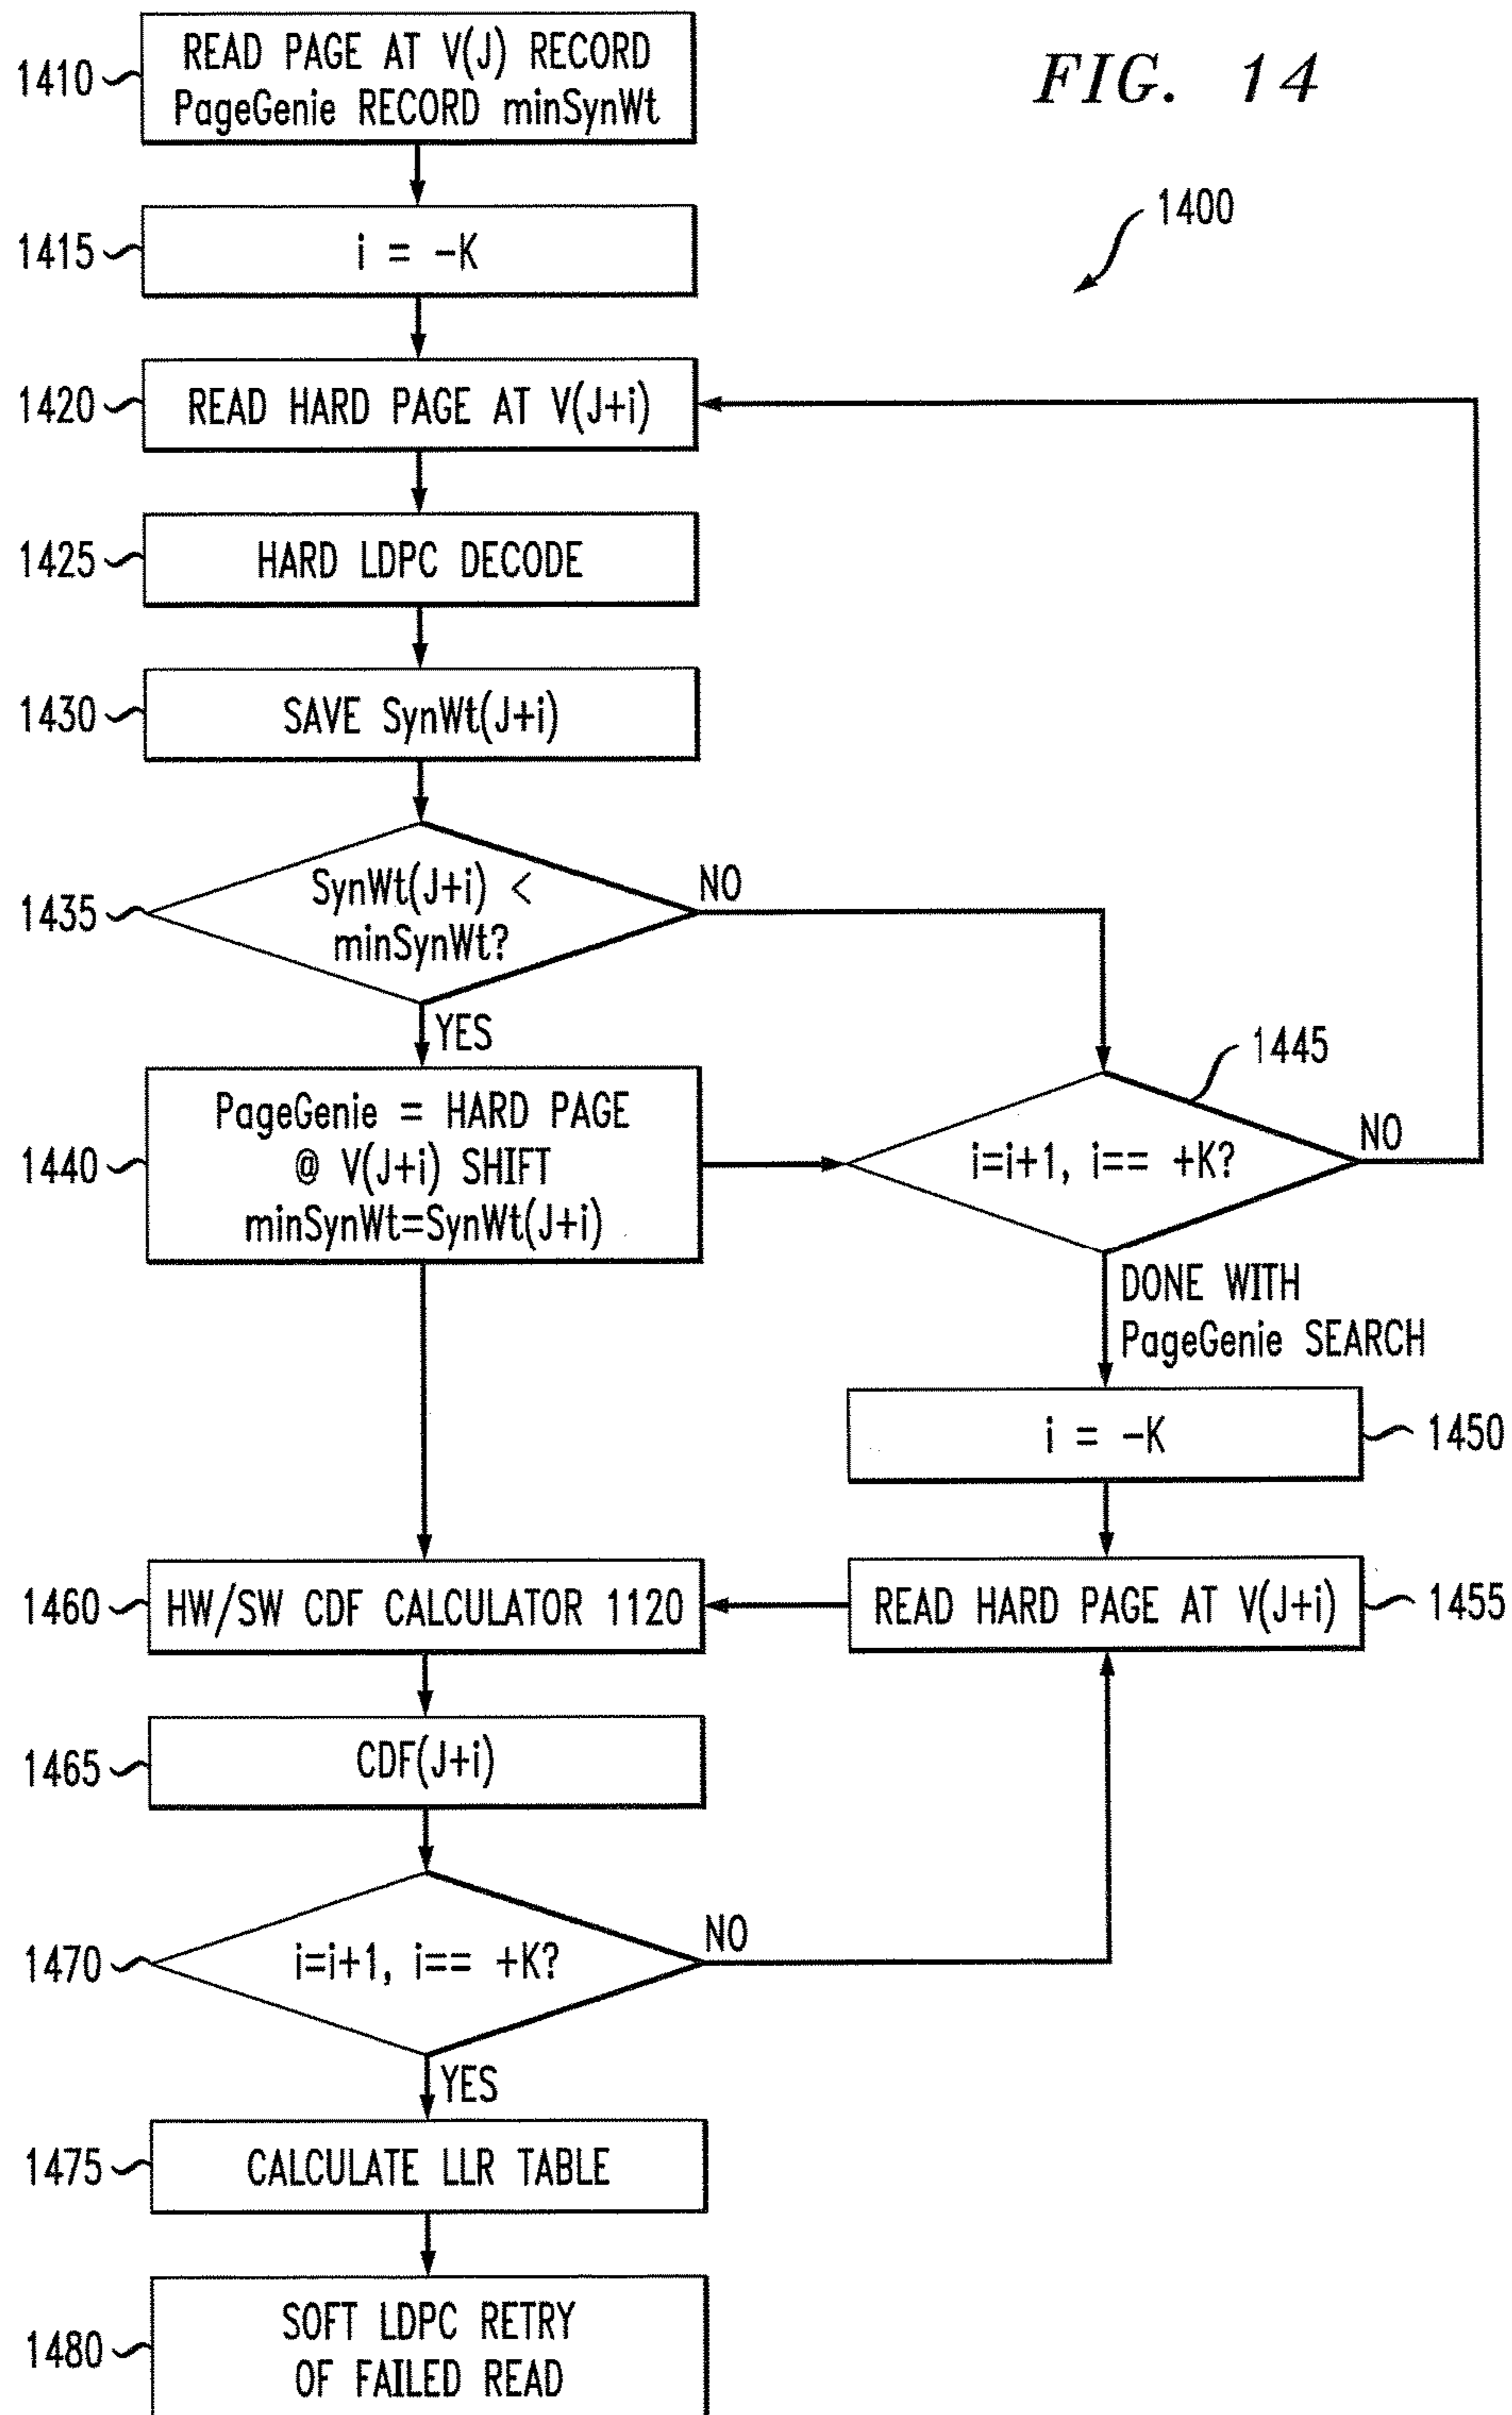 FIG. 14
1400
1410
READ PAGE AT V(J) RECORD
PageGenie RECORD minSynWt
1415
i = -K
1420
READ HARD PAGE AT V(J+i)
1425
HARD LDPC DECODE
1430
SAVE SynWt(J+i)
1435
SynWt(J+i) <
minSynWt?
NO
YES
1440
PageGenie = HARD PAGE
@ V(J+i) SHIFT
minSynWt=SynWt(J+i)
1445
i=i+1, i== +K?
NO
DONE WITH
PageGenie SEARCH
i = -K
1450
READ HARD PAGE AT V(J+i)
1455
1460
HW/SW CDF CALCULATOR 1120
1465
CDF(J+i)
1470
i=i+1, i== +K?
NO
YES
1475
CALCULATE LLR TABLE
1480
SOFT LDPC RETRY
OF FAILED READ